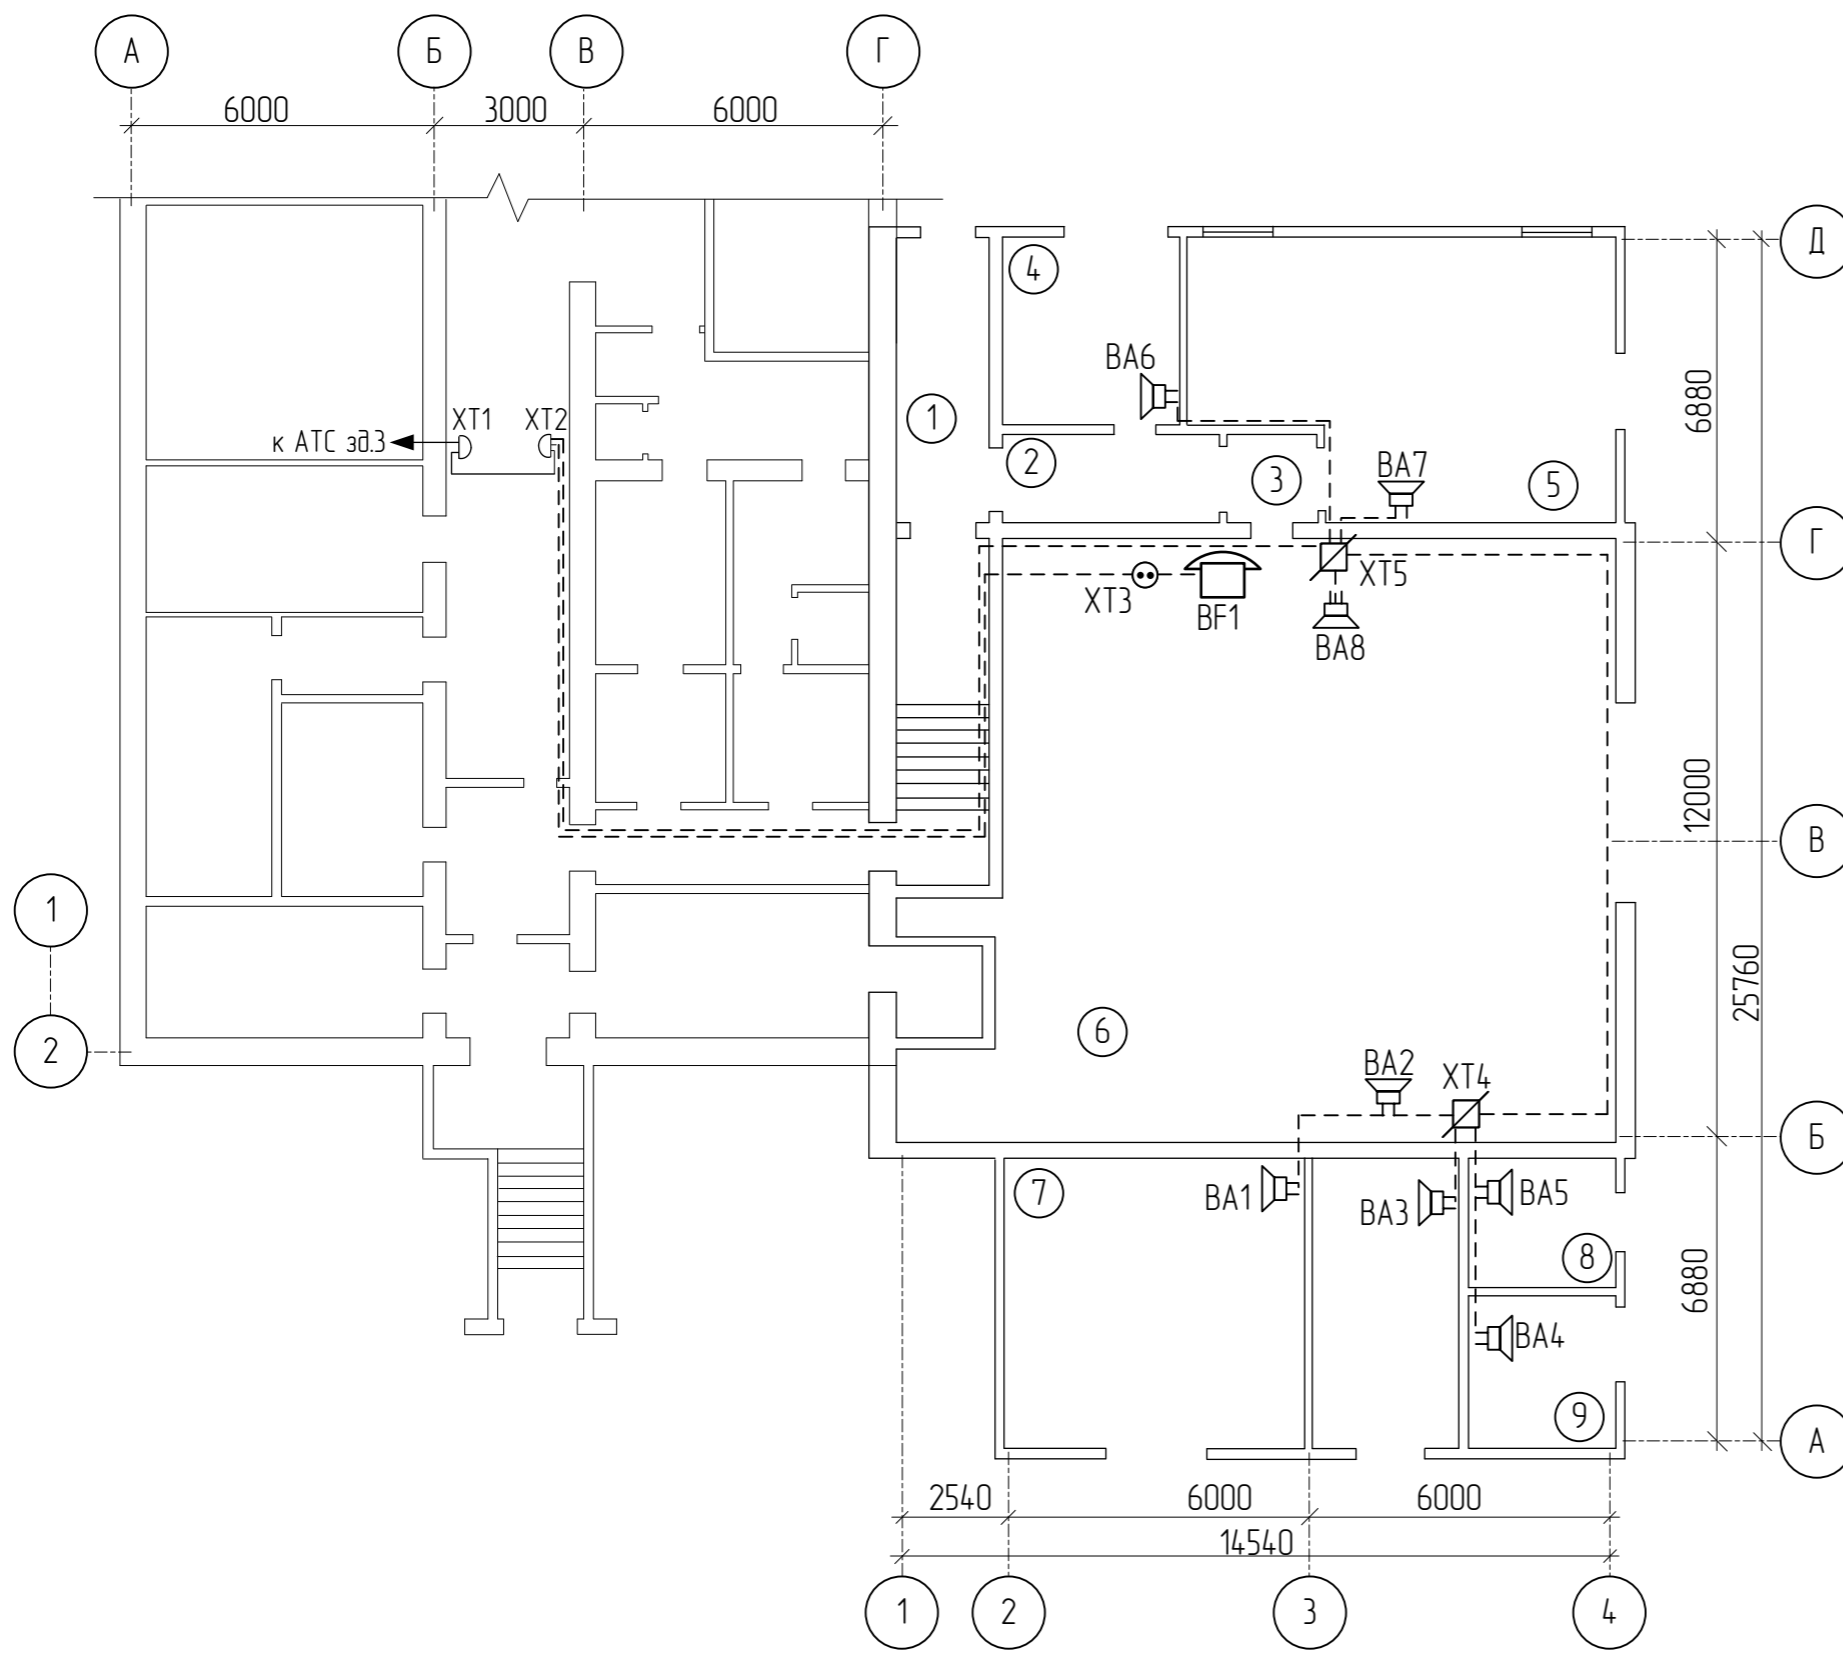 А Б В Г
6000 3000 6000
Д
4
ВА6
6880
1
ХТ1 ХТ2
к АТС зд.3
2
3
ВА7
5
Г
ХТ5
ХТ3
BF1
ВА8
12000
В
1
25760
2
6
ВА2
ХТ4
Б
7
ВА1
ВА3
ВА5
8
6880
ВА4
9
А
2540 6000 6000
14540
1 2 3 4